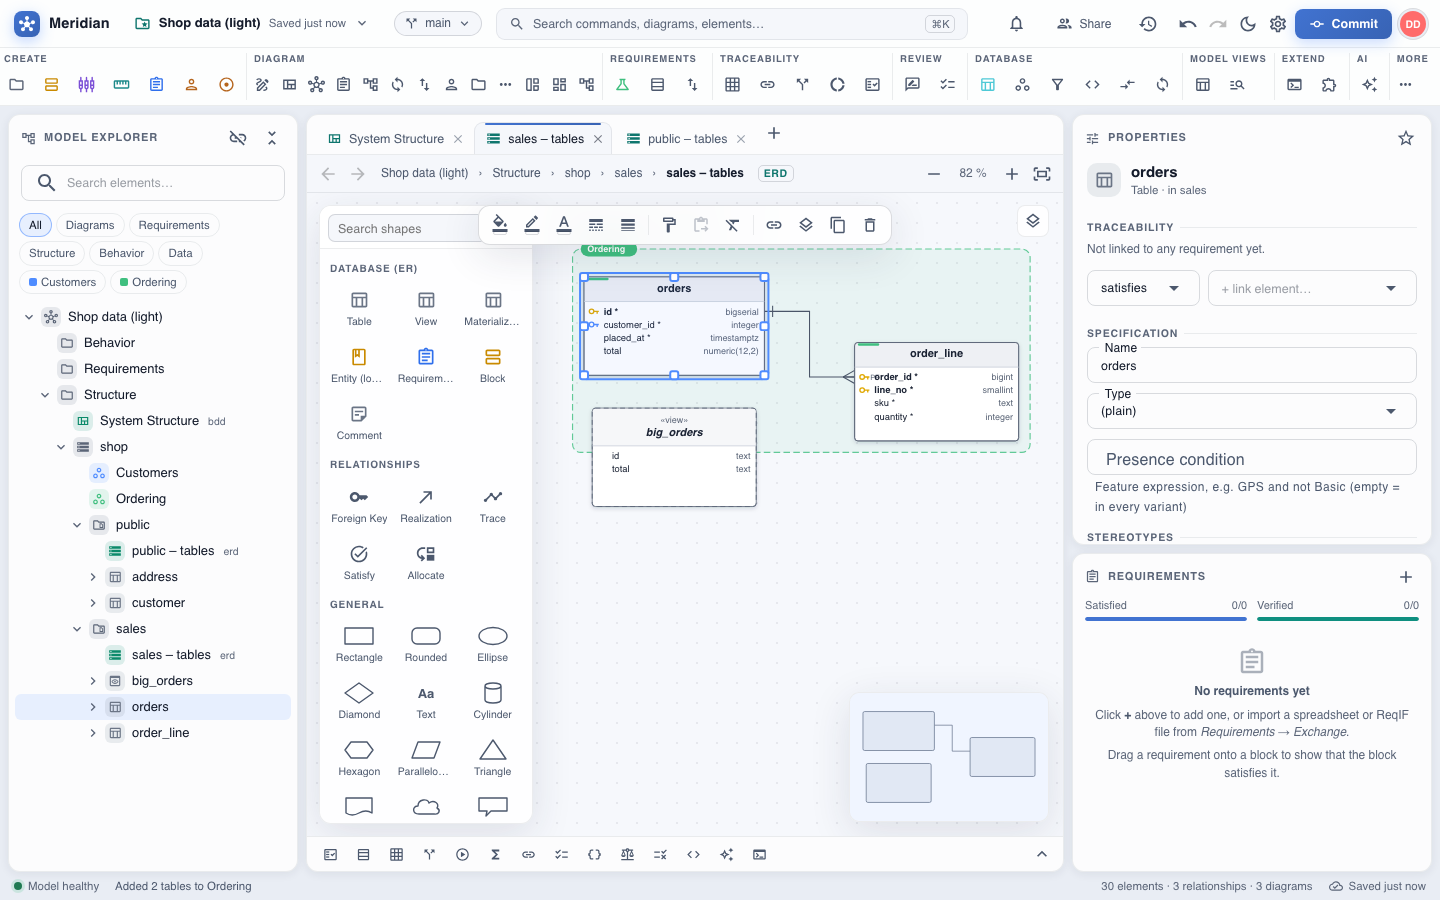 Meridian
Shop data (light)
Saved just now
main
Search commands, diagrams, elements…
⌘K
Share
Commit
DD
CREATE
DIAGRAM
REQUIREMENTS
TRACEABILITY
REVIEW
DATABASE
MODEL VIEWS
EXTEND
AI
MORE
MODEL EXPLORER
Search elements…
All
Diagrams
Requirements
Structure
Behavior
Data
Customers
Ordering
Shop data (light)
Behavior
Requirements
Structure
System Structure bdd
shop
Customers
Ordering
public
public – tables erd
address
customer
sales
sales – tables erd
big_orders
orders
order_line
System Structure
sales – tables
public – tables
Shop data (light) › Structure › shop › sales › sales – tables ERD
82 %
Search shapes
DATABASE (ER)
Table
View
Materializ…
Entity (lo…
Requirem…
Block
Comment
RELATIONSHIPS
Foreign Key
Realization
Trace
Satisfy
Allocate
GENERAL
Rectangle
Rounded
Ellipse
Diamond
Aa
Text
Cylinder
Hexagon
Parallelo…
Triangle
Ordering
orders
id * bigserial
customer_id * integer
placed_at * timestamptz
total numeric(12,2)
order_line
order_id * bigint
line_no * smallint
sku * text
quantity * integer
«view»
big_orders
id text
total text
PROPERTIES
orders
Table · in sales
TRACEABILITY
Not linked to any requirement yet.
satisfies
+ link element…
SPECIFICATION
Name
orders
Type
(plain)
Presence condition
Feature expression, e.g. GPS and not Basic (empty =
in every variant)
STEREOTYPES
REQUIREMENTS
Satisfied 0/0
Verified 0/0
No requirements yet
Click + above to add one, or import a spreadsheet or ReqIF
file from Requirements → Exchange.
Drag a requirement onto a block to show that the block
satisfies it.
Model healthy
Added 2 tables to Ordering
30 elements · 3 relationships · 3 diagrams
Saved just now